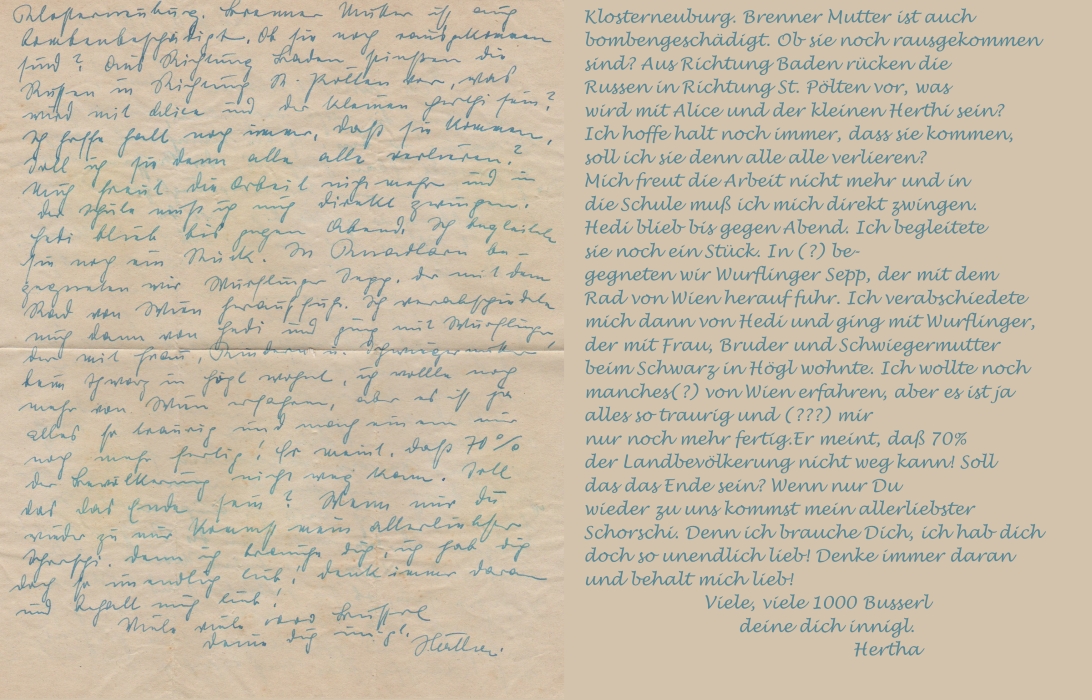 Klosterneuburg. Brenner Mutter ist auch
bombenbeschädigt. Ob sie noch rausgekommen
sind? Aus Richtung Baden stießen die
Russen in Richtung St. Pölten vor, was
wird mit Alice und der kleinen Herthi sein?
Ich hoffe halt noch immer, daß sie kommen,
soll ich sie denn alle alle verlieren?
Mich freut die Arbeit nicht mehr und in
die Schule muß ich mich direkt zwingen.
Hedi blieb bis gegen Abend. Ich begleitete
sie noch ein Stück. In be-
gegneten wir Wurflinger Sepp, der mit dem
Rad von Wien herauffuhr. Ich verabschiedete
mich dann von Hedi und ging mit Wurflinger
der mit Frau, Kindern u. Schwiegermutter
beim Schwarz in Högl wohnt, ich wollte noch
mehr von Wien erfahren, aber es ist ja
alles so traurig und macht einem nur
noch mehr fertig! Er meint, daß 70%
der Bevölkerung nicht weg kann. Soll
das das Ende sein? Wenn nur du
wieder zu mir kommst mein allerliebster
Schorschi. Denn ich brauche dich, ich hab dich
doch so unendlich lieb! Denk immer daran
und behalt mich lieb!
Viele viele 1000 Busserl
deine dich innigl.
Klosterneuburg. Brenner Mutter ist auch
bombengeschädigt. Ob sie noch rausgekommen
sind? Aus Richtung Baden rücken die
Russen in Richtung St. Pölten vor, was
wird mit Alice und der kleinen Herthi sein?
Ich hoffe halt noch immer, dass sie kommen,
soll ich sie denn alle alle verlieren?
Mich freut die Arbeit nicht mehr und in
die Schule muß ich mich direkt zwingen.
Hedi blieb bis gegen Abend. Ich begleitete
sie noch ein Stück. In (?) be-
gegneten wir Wurflinger Sepp, der mit dem
Rad von Wien herauf fuhr. Ich verabschiedete
mich dann von Hedi und ging mit Wurflinger,
der mit Frau, Bruder und Schwiegermutter
beim Schwarz in Högl wohnte. Ich wollte noch
manches(?) von Wien erfahren, aber es ist ja
alles so traurig und (???) mir
nur noch mehr fertig.Er meint, daß 70%
der Landbevölkerung nicht weg kann! Soll
das das Ende sein? Wenn nur Du
wieder zu uns kommst mein allerliebster
Schorschi. Denn ich brauche Dich, ich hab dich
doch so unendlich lieb! Denke immer daran
und behalt mich lieb!
Viele, viele 1000 Busserl
deine dich innigl.
Hertha